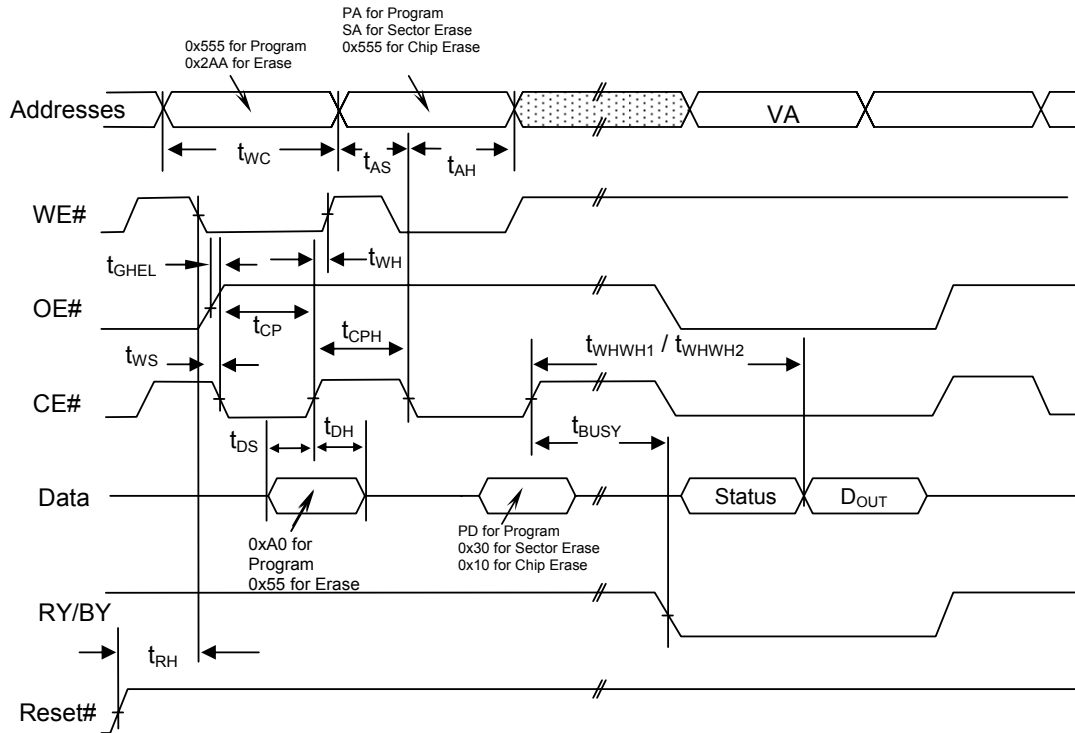 PA for Program
SA for Sector Erase
0x555 for Chip Erase
0x555 for Program
0x2AA for Erase
Addresses
VA
tWC
tAS
tAH
WE#
tGHEL
tWH
OE#
tCP
tCPH
tWS
tWHWH1 / tWHWH2
CE#
tDS
tDH
tBUSY
Data
Status
DOUT
0xA0 for
Program
0x55 for Erase
PD for Program
0x30 for Sector Erase
0x10 for Chip Erase
RY/BY
tRH
Reset#